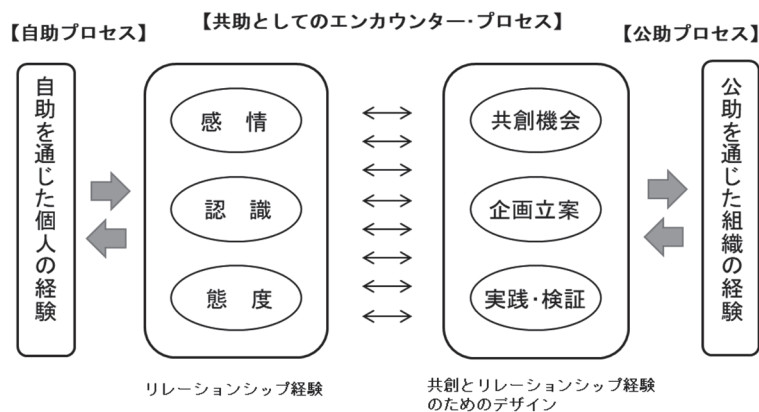 【自助プロセス】
【共助としてのエンカウンター・プロセス】
【公助プロセス】
自助を通じた個人の経験
感　情
認　識
態　度
共創機会
企画立案
実践・検証
公助を通じた組織の経験
リレーションシップ経験
共創とリレーションシップ経験
のためのデザイン